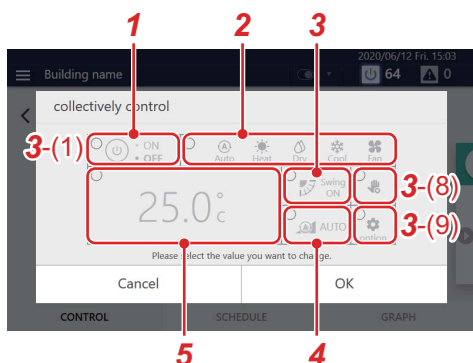 1 2 3
2020/06/12 Fri. 15:03
Building name 64 0
collectively control
3-(1) ON OFF
Auto Heat Dry Cool Fan
Swing ON
3-(8)
25.0°c
AUTO
option
3-(9)
Please select the value you want to change.
Cancel OK
CONTROL SCHEDULE GRAPH
5 4